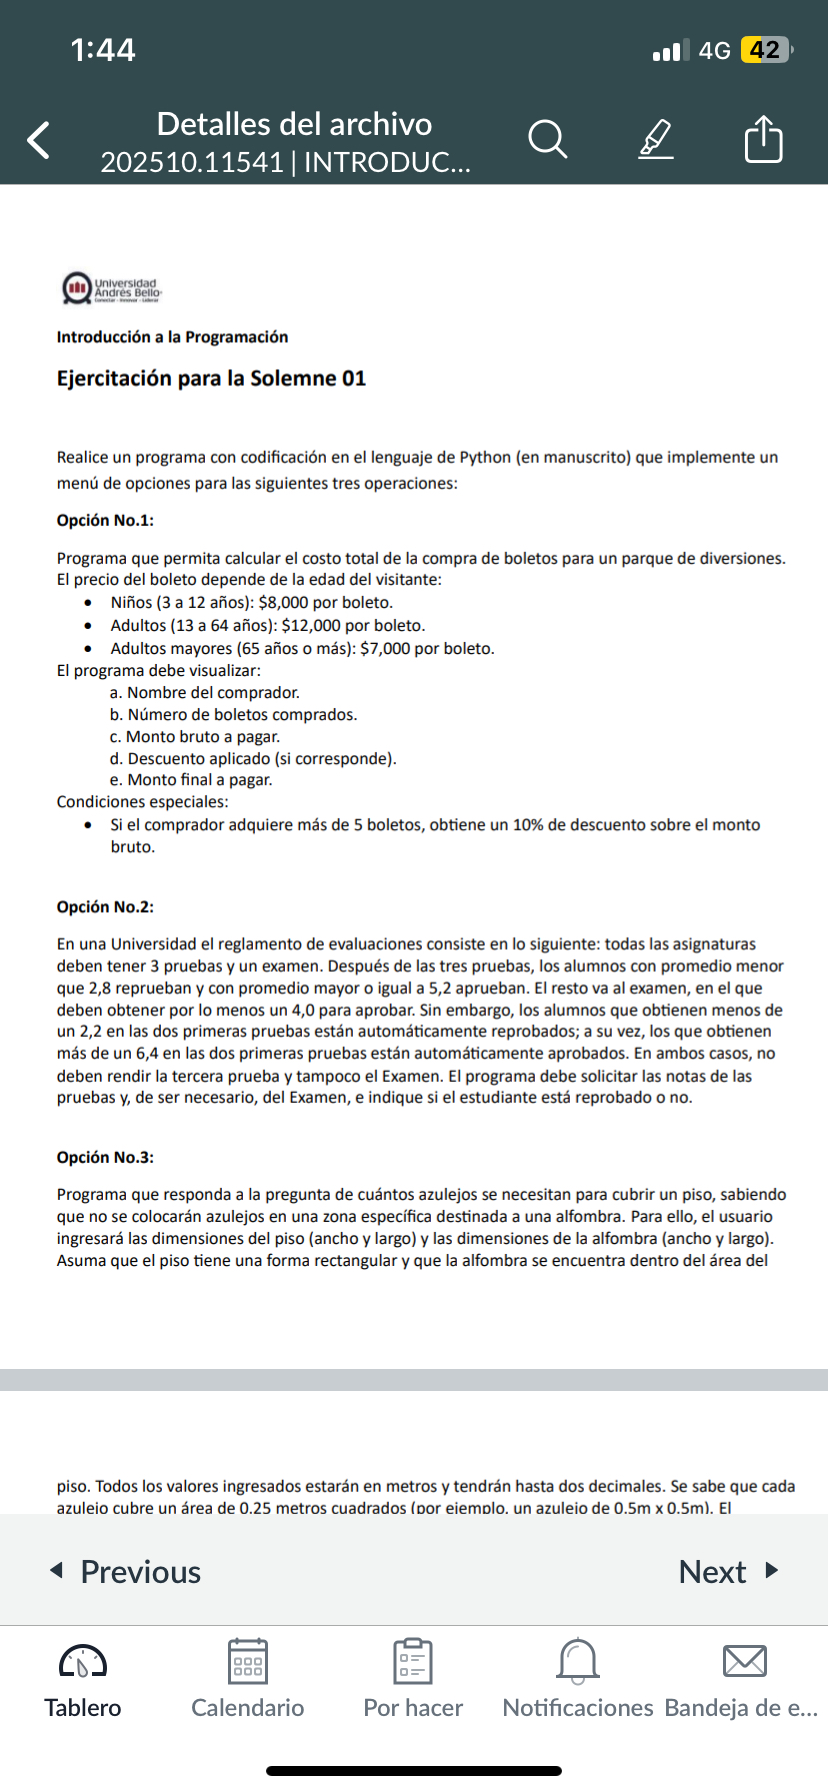 1:44
4G 42
Detalles del archivo
202510.11541 | INTRODUC...
Universidad
Andrés Bello
Conectar - Innovar - Liderar
Introducción a la Programación
Ejercitación para la Solemne 01
Realice un programa con codificación en el lenguaje de Python (en manuscrito) que implemente un
menú de opciones para las siguientes tres operaciones:
Opción No.1:
Programa que permita calcular el costo total de la compra de boletos para un parque de diversiones.
El precio del boleto depende de la edad del visitante:
• Niños (3 a 12 años): $8,000 por boleto.
• Adultos (13 a 64 años): $12,000 por boleto.
• Adultos mayores (65 años o más): $7,000 por boleto.
El programa debe visualizar:
a. Nombre del comprador.
b. Número de boletos comprados.
c. Monto bruto a pagar.
d. Descuento aplicado (si corresponde).
e. Monto final a pagar.
Condiciones especiales:
• Si el comprador adquiere más de 5 boletos, obtiene un 10% de descuento sobre el monto
bruto.
Opción No.2:
En una Universidad el reglamento de evaluaciones consiste en lo siguiente: todas las asignaturas
deben tener 3 pruebas y un examen. Después de las tres pruebas, los alumnos con promedio menor
que 2,8 reprueban y con promedio mayor o igual a 5,2 aprueban. El resto va al examen, en el que
deben obtener por lo menos un 4,0 para aprobar. Sin embargo, los alumnos que obtienen menos de
un 2,2 en las dos primeras pruebas están automáticamente reprobados; a su vez, los que obtienen
más de un 6,4 en las dos primeras pruebas están automáticamente aprobados. En ambos casos, no
deben rendir la tercera prueba y tampoco el Examen. El programa debe solicitar las notas de las
pruebas y, de ser necesario, del Examen, e indique si el estudiante está reprobado o no.
Opción No.3:
Programa que responda a la pregunta de cuántos azulejos se necesitan para cubrir un piso, sabiendo
que no se colocarán azulejos en una zona específica destinada a una alfombra. Para ello, el usuario
ingresará las dimensiones del piso (ancho y largo) y las dimensiones de la alfombra (ancho y largo).
Asuma que el piso tiene una forma rectangular y que la alfombra se encuentra dentro del área del
piso. Todos los valores ingresados estarán en metros y tendrán hasta dos decimales. Se sabe que cada
azulejo cubre un área de 0.25 metros cuadrados (por ejemplo, un azulejo de 0.5m x 0.5m). El
Previous
Next
Tablero
Calendario
Por hacer
Notificaciones
Bandeja de e...